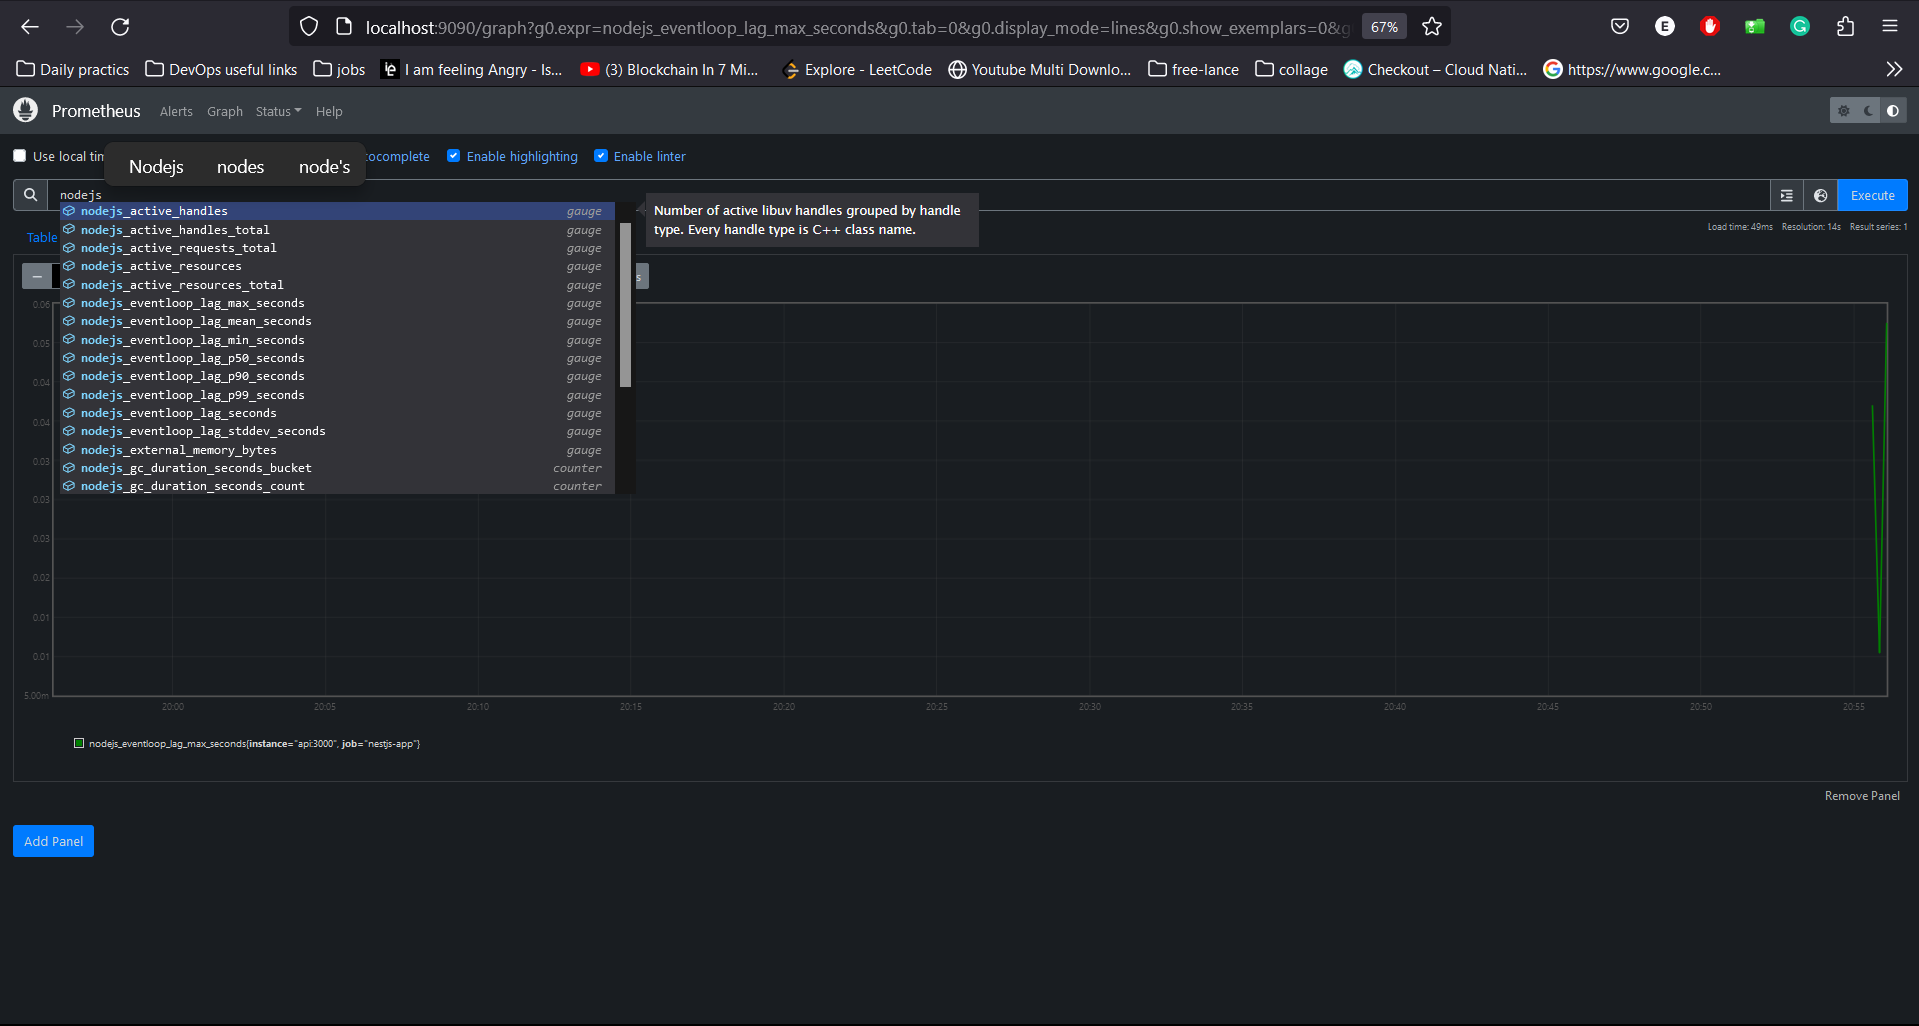 localhost:9090/graph?g0.expr=nodejs_eventloop_lag_max_seconds&g0.tab=0&g0.display_mode=lines&g0.show_exemplars=0&g
67%
E
Daily practices
DevOps useful links
jobs
I am feeling Angry - Is...
(3) Blockchain In 7 Mi...
Explore - LeetCode
Youtube Multi Downlo...
free-lance
collage
Checkout – Cloud Nati...
https://www.google.c...
Prometheus
Alerts
Graph
Status
Help
Use local tim
Nodejs nodes node's
tocomplete
Enable highlighting
Enable linter
nodejs
Execute
nodejs_active_handles gauge
nodejs_active_handles_total gauge
nodejs_active_requests_total gauge
nodejs_active_resources gauge
nodejs_active_resources_total gauge
nodejs_eventloop_lag_max_seconds gauge
nodejs_eventloop_lag_mean_seconds gauge
nodejs_eventloop_lag_min_seconds gauge
nodejs_eventloop_lag_p50_seconds gauge
nodejs_eventloop_lag_p90_seconds gauge
nodejs_eventloop_lag_p99_seconds gauge
nodejs_eventloop_lag_seconds gauge
nodejs_eventloop_lag_stddev_seconds gauge
nodejs_external_memory_bytes gauge
nodejs_gc_duration_seconds_bucket counter
nodejs_gc_duration_seconds_count counter
Number of active libuv handles grouped by handle
type. Every handle type is C++ class name.
Load time: 49ms Resolution: 14s Result series: 1
Table
s
0.06
0.05
0.04
0.04
0.03
0.03
0.03
0.02
0.01
0.01
5.00m
20:00 20:05 20:10 20:15 20:20 20:25 20:30 20:35 20:40 20:45 20:50 20:55
nodejs_eventloop_lag_max_seconds{instance="api:3000", job="nestjs-app"}
Remove Panel
Add Panel